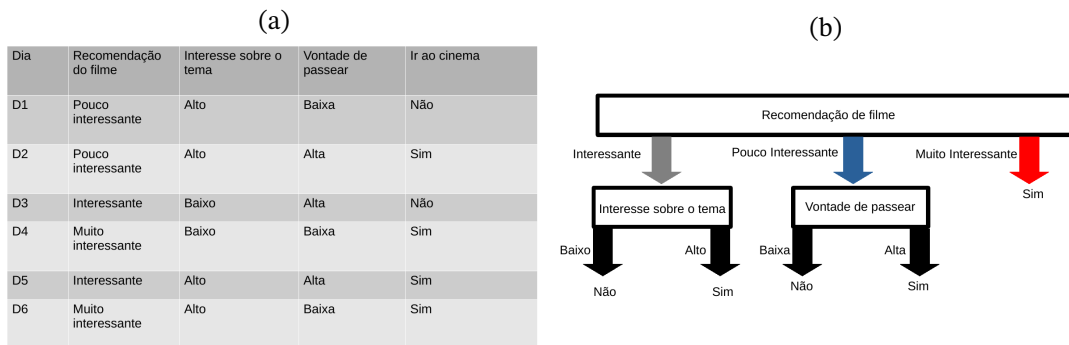 (a)
Dia Recomendação do filme Interesse sobre o tema Vontade de passear Ir ao cinema
D1 Pouco interessante Alto Baixa Não
D2 Pouco interessante Alto Alta Sim
D3 Interessante Baixo Alta Não
D4 Muito interessante Baixo Baixa Sim
D5 Interessante Alto Alta Sim
D6 Muito interessante Alto Baixa Sim
(b)
Recomendação de filme
Interessante Pouco Interessante Muito Interessante
Sim
Interesse sobre o tema Vontade de passear
Baixo Alto Baixa Alta
Não Sim Não Sim